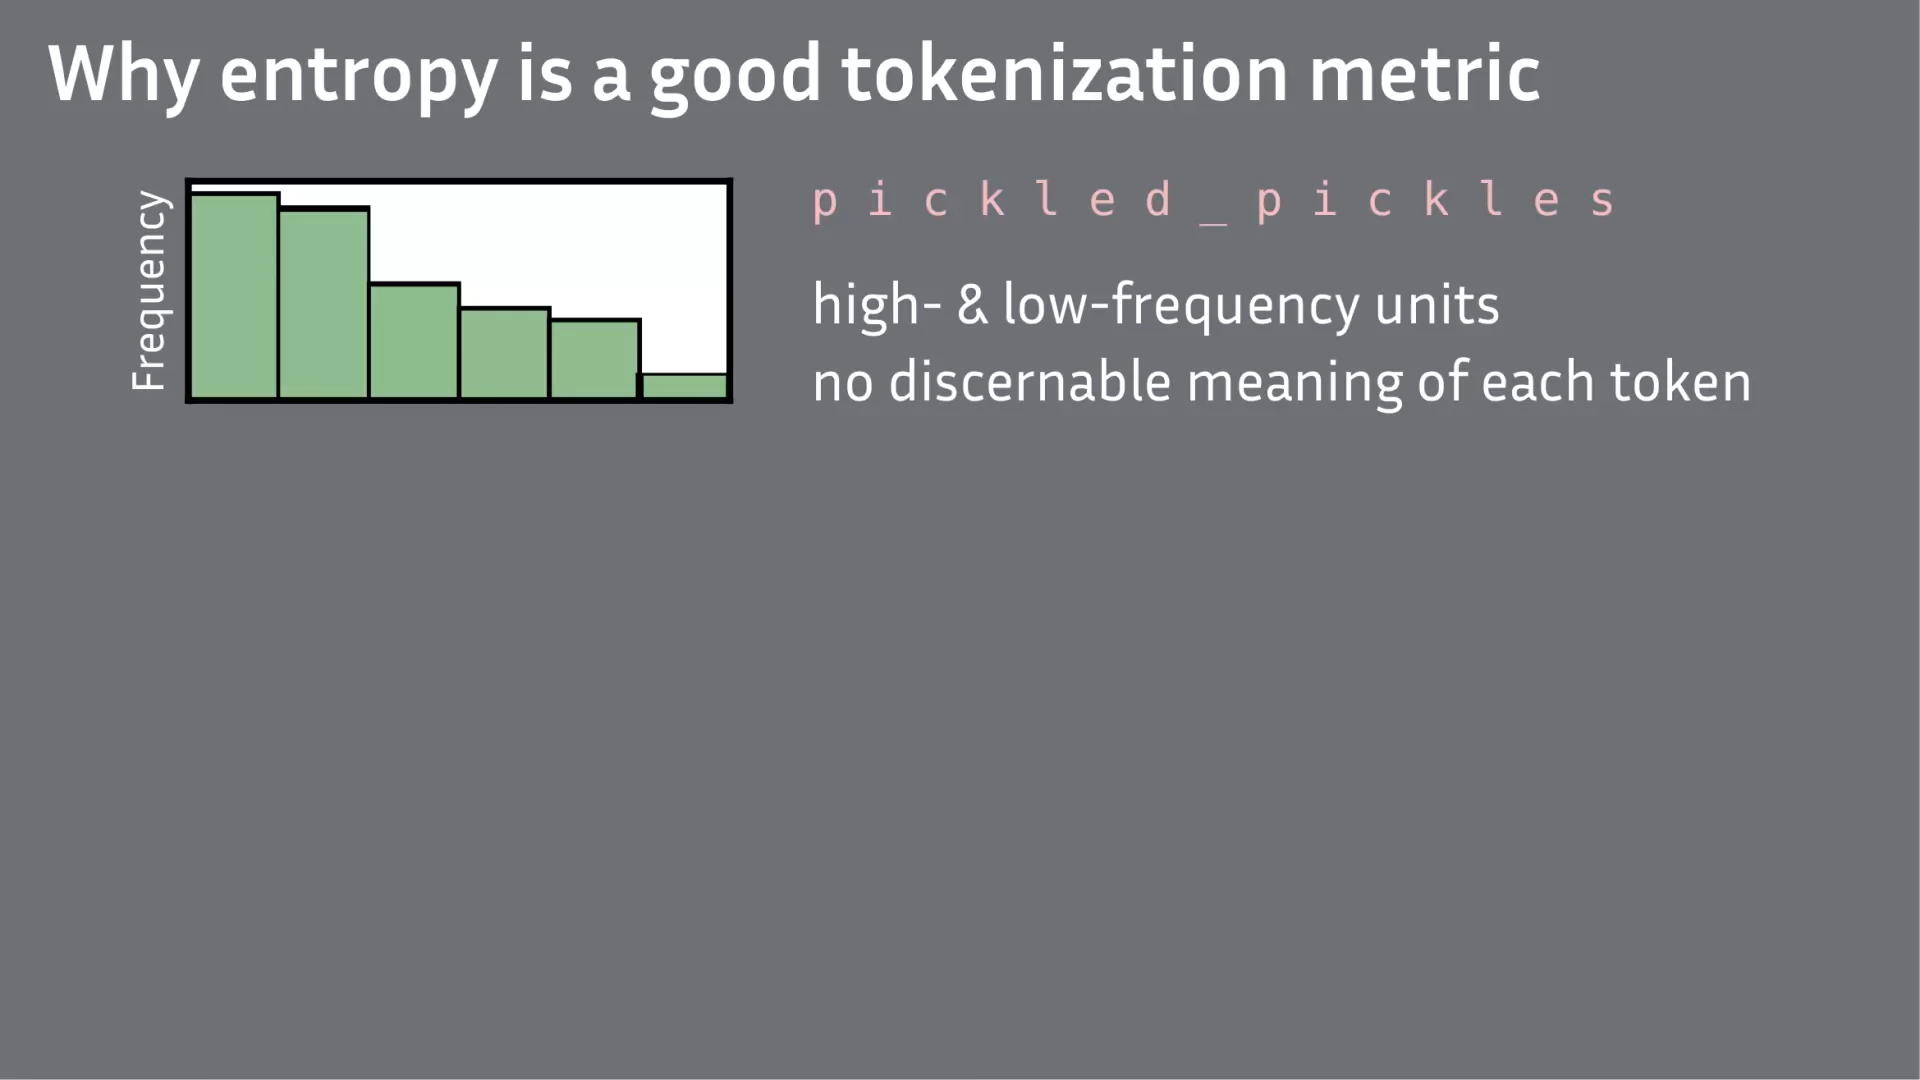 Why entropy is a good tokenization metric
Frequency
p i c k l e d _ p i c k l e s
high- & low-frequency units
no discernable meaning of each token